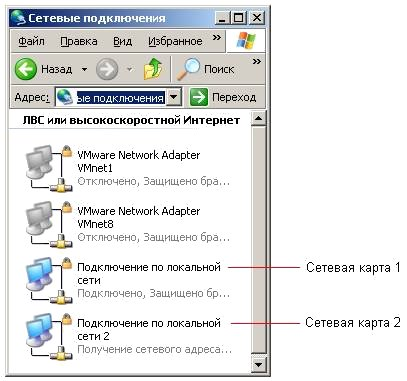 Сетевые подключения
Файл Правка Вид Избранное »
Назад Поиск »
Адрес: ые подключения Переход
ЛВС или высокоскоростной Интернет
VMware Network Adapter
VMnet1
Отключено, Защищено бра...
VMware Network Adapter
VMnet8
Отключено, Защищено бра...
Подключение по локальной
сети
Подключено, Защищено бр...
Сетевая карта 1
Подключение по локальной
сети 2
Получение сетевого адреса...
Сетевая карта 2